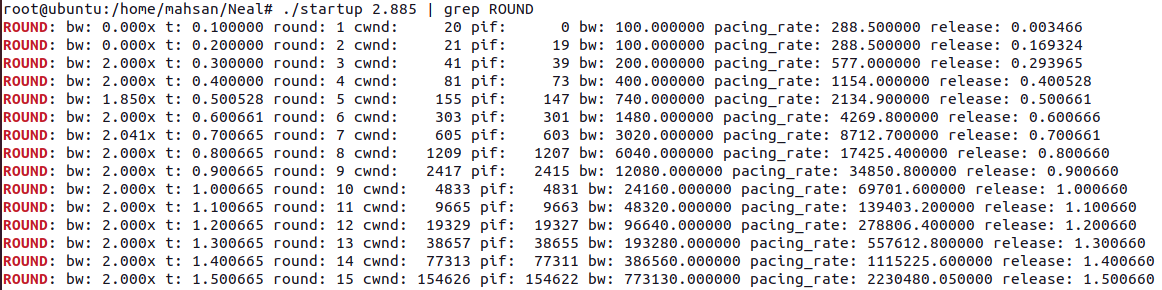 root@ubuntu:/home/mahsan/Neal# ./startup 2.885 | grep ROUND
ROUND: bw: 0.000x t: 0.100000 round: 1 cwnd:     20 pif:      0 bw: 100.000000 pacing_rate: 288.500000 release: 0.003466
ROUND: bw: 0.000x t: 0.200000 round: 2 cwnd:     21 pif:     19 bw: 100.000000 pacing_rate: 288.500000 release: 0.169324
ROUND: bw: 2.000x t: 0.300000 round: 3 cwnd:     41 pif:     39 bw: 200.000000 pacing_rate: 577.000000 release: 0.293965
ROUND: bw: 2.000x t: 0.400000 round: 4 cwnd:     81 pif:     73 bw: 400.000000 pacing_rate: 1154.000000 release: 0.400528
ROUND: bw: 1.850x t: 0.500528 round: 5 cwnd:    155 pif:    147 bw: 740.000000 pacing_rate: 2134.900000 release: 0.500661
ROUND: bw: 2.000x t: 0.600661 round: 6 cwnd:    303 pif:    301 bw: 1480.000000 pacing_rate: 4269.800000 release: 0.600666
ROUND: bw: 2.041x t: 0.700665 round: 7 cwnd:    605 pif:    603 bw: 3020.000000 pacing_rate: 8712.700000 release: 0.700661
ROUND: bw: 2.000x t: 0.800665 round: 8 cwnd:   1209 pif:   1207 bw: 6040.000000 pacing_rate: 17425.400000 release: 0.800660
ROUND: bw: 2.000x t: 0.900665 round: 9 cwnd:   2417 pif:   2415 bw: 12080.000000 pacing_rate: 34850.800000 release: 0.900660
ROUND: bw: 2.000x t: 1.000665 round: 10 cwnd:   4833 pif:   4831 bw: 24160.000000 pacing_rate: 69701.600000 release: 1.000660
ROUND: bw: 2.000x t: 1.100665 round: 11 cwnd:   9665 pif:   9663 bw: 48320.000000 pacing_rate: 139403.200000 release: 1.100660
ROUND: bw: 2.000x t: 1.200665 round: 12 cwnd:  19329 pif:  19327 bw: 96640.000000 pacing_rate: 278806.400000 release: 1.200660
ROUND: bw: 2.000x t: 1.300665 round: 13 cwnd:  38657 pif:  38655 bw: 193280.000000 pacing_rate: 557612.800000 release: 1.300660
ROUND: bw: 2.000x t: 1.400665 round: 14 cwnd:  77313 pif:  77311 bw: 386560.000000 pacing_rate: 1115225.600000 release: 1.400660
ROUND: bw: 2.000x t: 1.500665 round: 15 cwnd: 154626 pif: 154622 bw: 773130.000000 pacing_rate: 2230480.050000 release: 1.500660